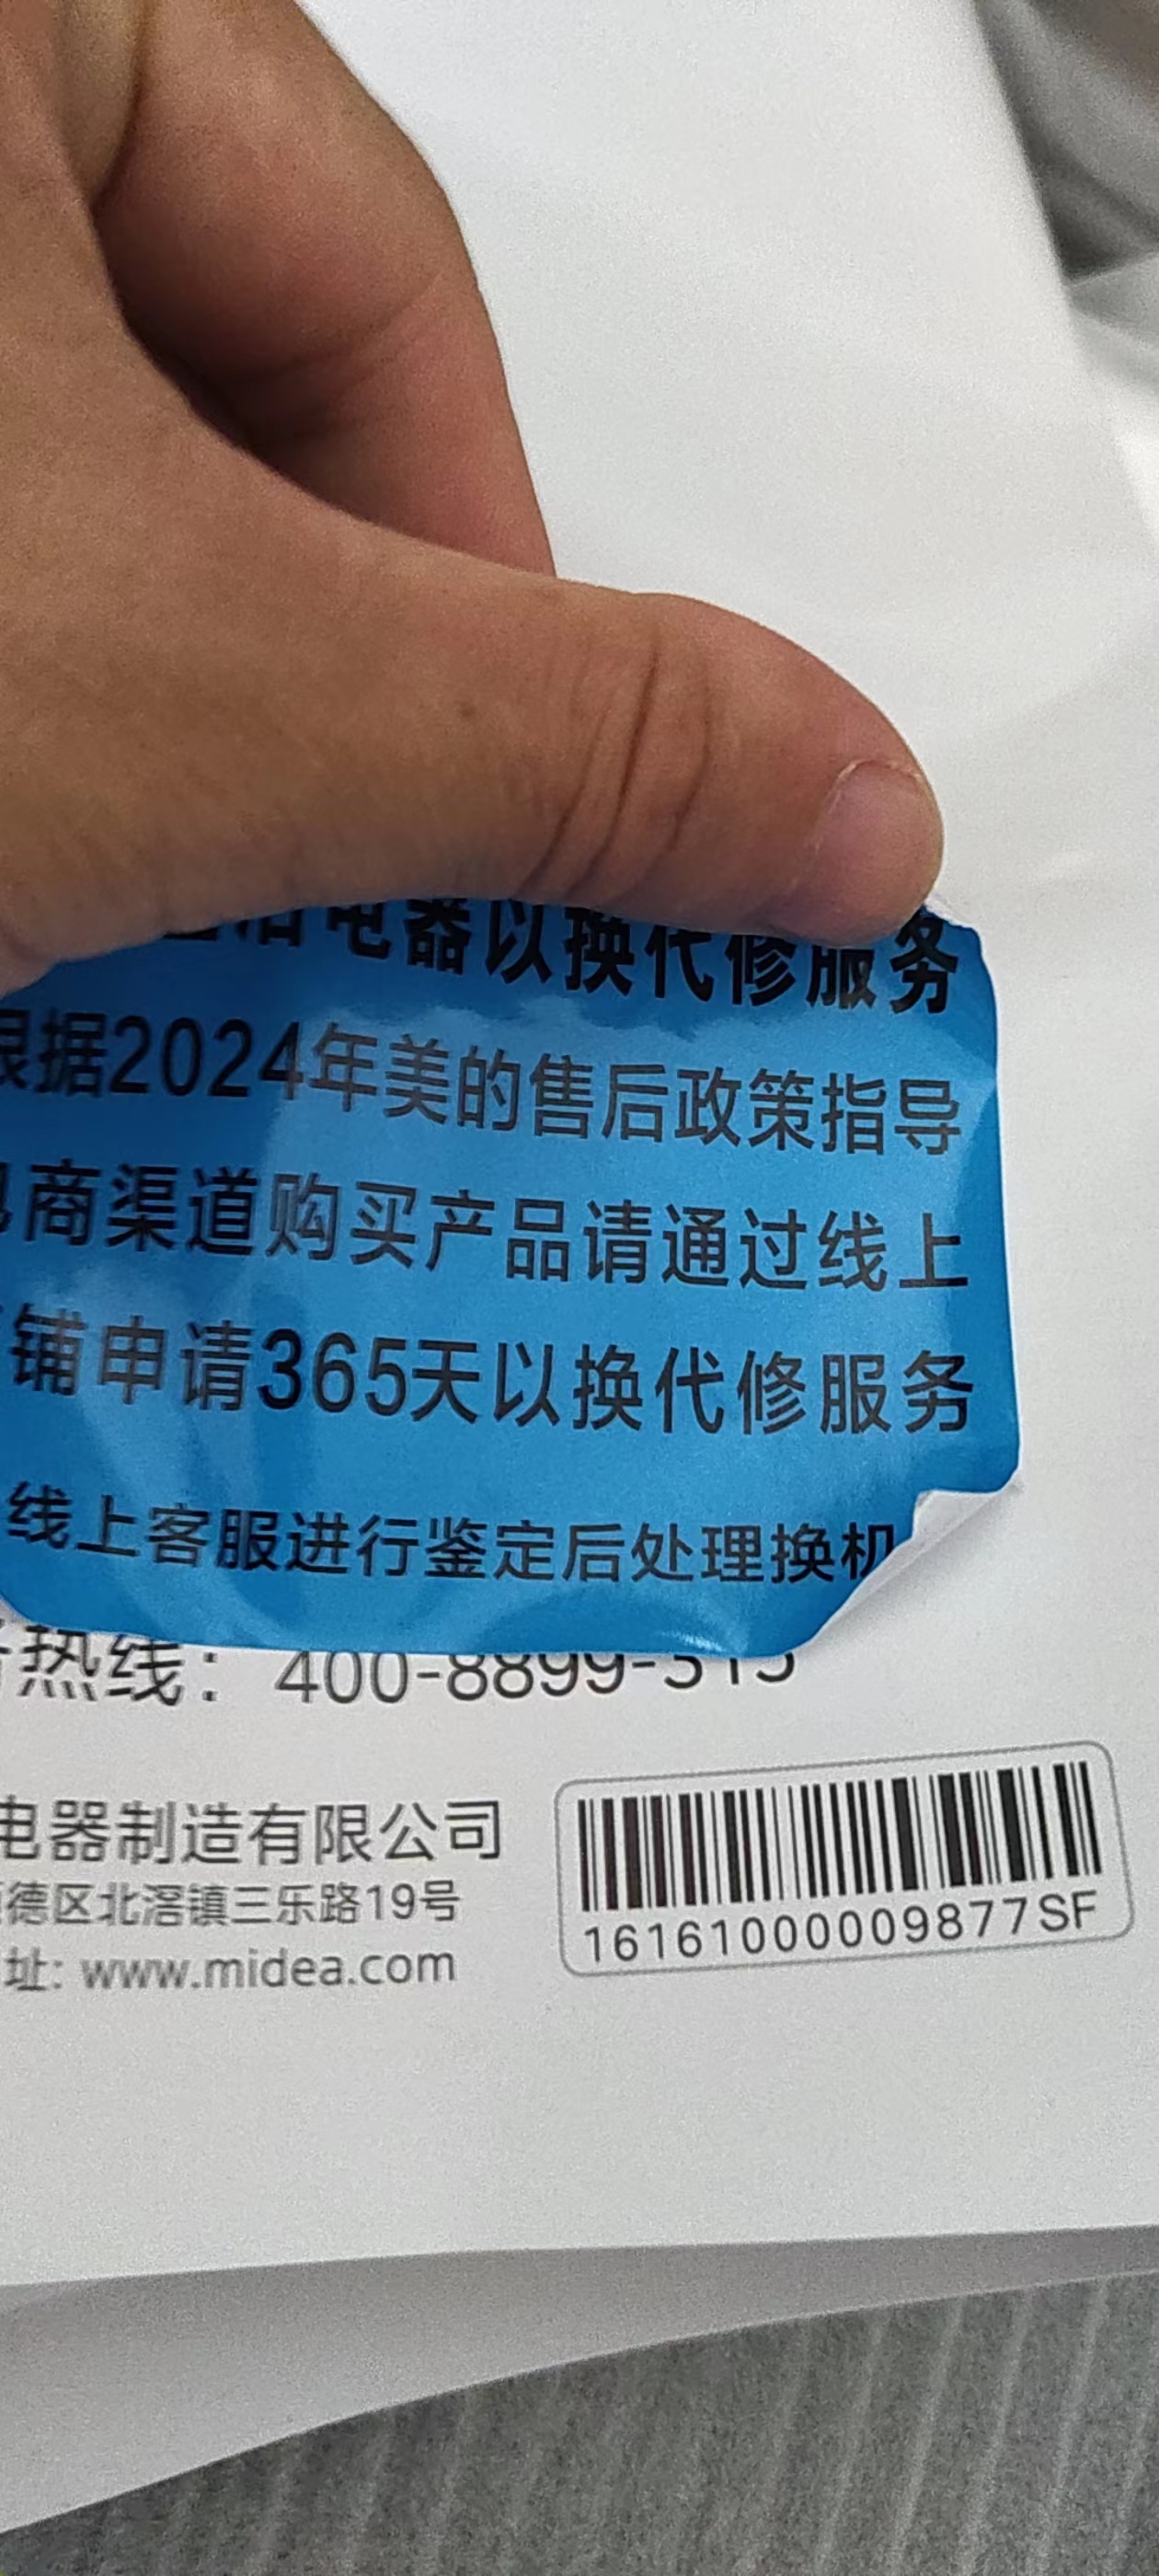 电器以换代修服务
根据2024年美的售后政策指导
商渠道购买产品请通过线上
铺申请365天以换代修服务
线上客服进行鉴定后处理换机
热线：400-8899-315
电器制造有限公司
德区北滘镇三乐路19号
址: www.midea.com
16161000009877SF